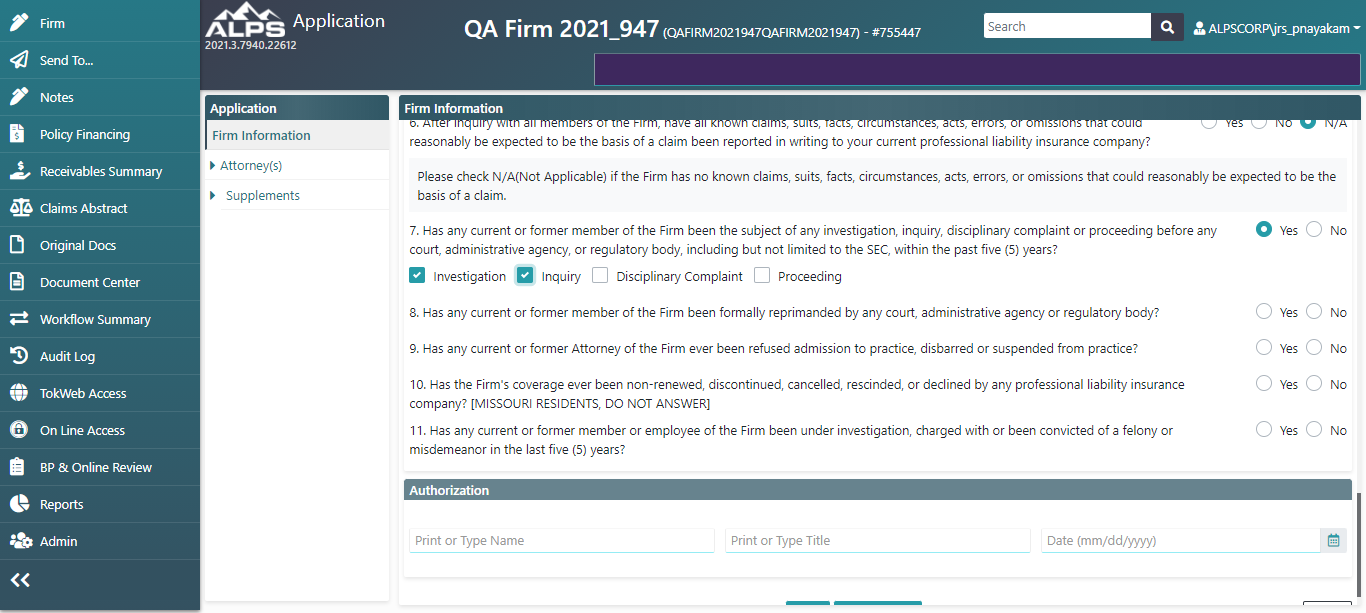 Firm
Send To...
Notes
Policy Financing
Receivables Summary
Claims Abstract
Original Docs
Document Center
Workflow Summary
Audit Log
TokWeb Access
On Line Access
BP & Online Review
Reports
Admin
ALPS Application
2021.3.7940.22612
QA Firm 2021_947 (QAFIRM2021947QAFIRM2021947) - #755447
Search
ALPSCORP\jrs_pnayakam
Application
Firm Information
Attorney(s)
Supplements
Firm Information
6. After inquiry with all members of the Firm, have all known claims, suits, facts, circumstances, acts, errors, or omissions that could Yes No N/A
reasonably be expected to be the basis of a claim been reported in writing to your current professional liability insurance company?
Please check N/A(Not Applicable) if the Firm has no known claims, suits, facts, circumstances, acts, errors, or omissions that could reasonably be expected to be the
basis of a claim.
7. Has any current or former member of the Firm been the subject of any investigation, inquiry, disciplinary complaint or proceeding before any Yes No
court, administrative agency, or regulatory body, including but not limited to the SEC, within the past five (5) years?
Investigation Inquiry Disciplinary Complaint Proceeding
8. Has any current or former member of the Firm been formally reprimanded by any court, administrative agency or regulatory body? Yes No
9. Has any current or former Attorney of the Firm ever been refused admission to practice, disbarred or suspended from practice? Yes No
10. Has the Firm's coverage ever been non-renewed, discontinued, cancelled, rescinded, or declined by any professional liability insurance Yes No
company? [MISSOURI RESIDENTS, DO NOT ANSWER]
11. Has any current or former member or employee of the Firm been under investigation, charged with or been convicted of a felony or Yes No
misdemeanor in the last five (5) years?
Authorization
Print or Type Name
Print or Type Title
Date (mm/dd/yyyy)